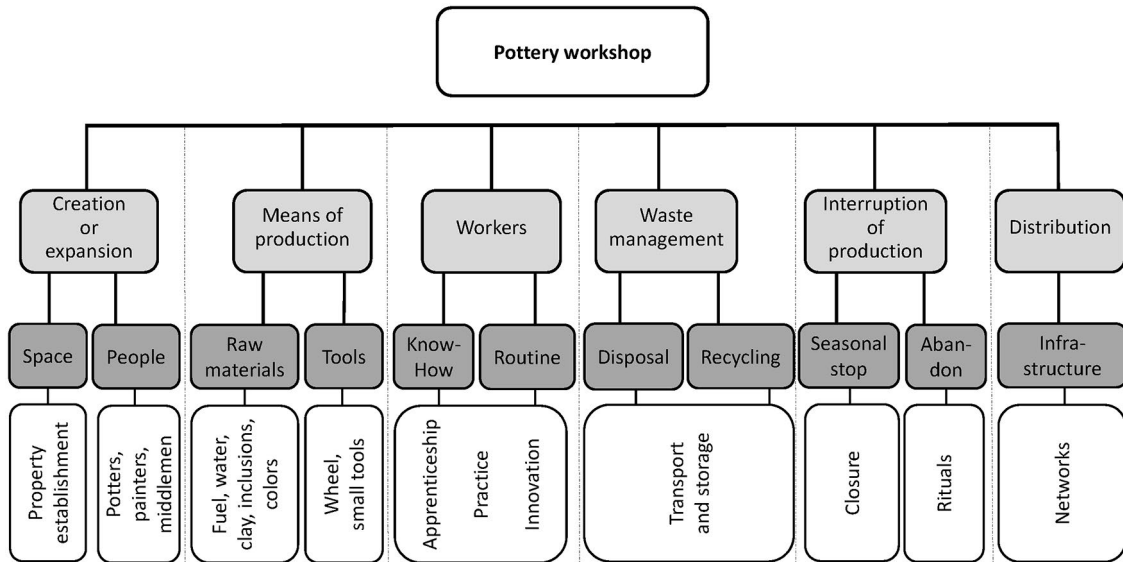 Pottery workshop
Creation
or
expansion
Means of
production
Workers
Waste
management
Interruption
of
production
Distribution
Space
People
Raw
materials
Tools
Know-
How
Routine
Disposal
Recycling
Seasonal
stop
Aban-
don
Infra-
structure
Property
establishment
Potters,
painters,
middlemen
Fuel, water,
clay, inclusions,
colors
Wheel,
small tools
Apprenticeship
Practice
Innovation
Transport
and storage
Closure
Rituals
Networks